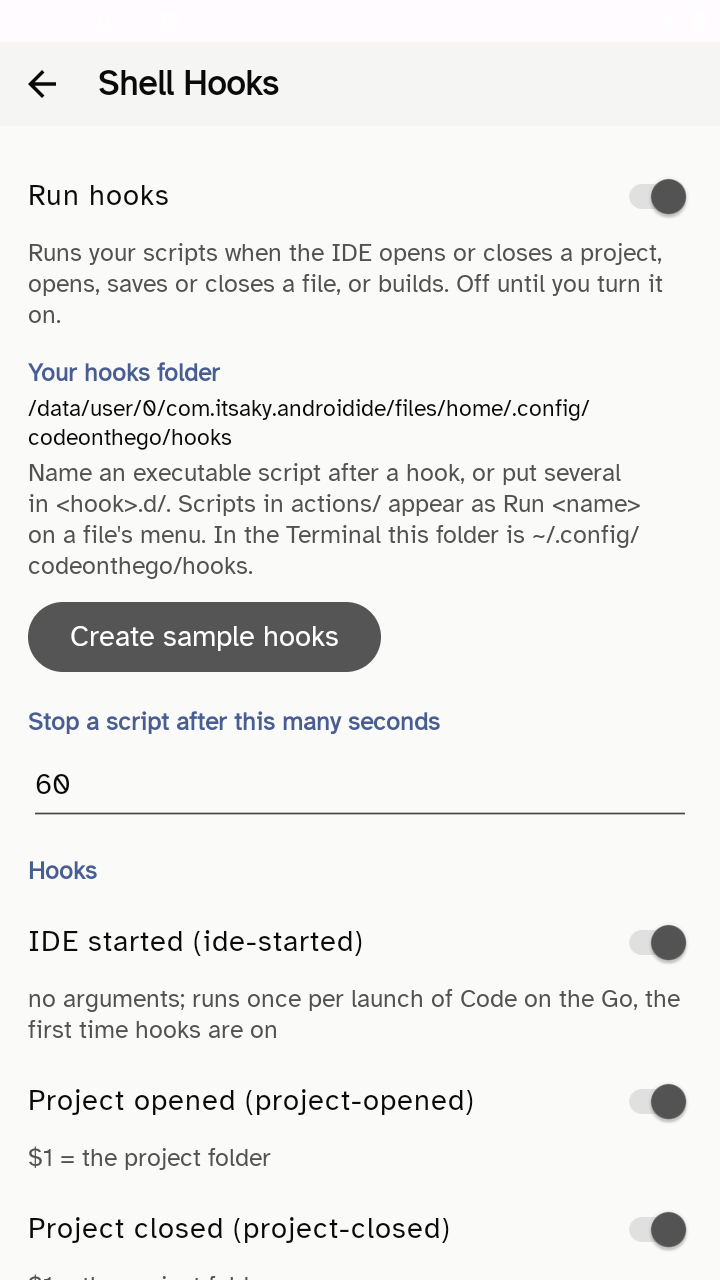 Shell Hooks
Run hooks
Runs your scripts when the IDE opens or closes a project,
opens, saves or closes a file, or builds. Off until you turn it
on.
Your hooks folder
/data/user/0/com.itsaky.androidide/files/home/.config/
codeonthego/hooks
Name an executable script after a hook, or put several
in <hook>.d/. Scripts in actions/ appear as Run <name>
on a file's menu. In the Terminal this folder is ~/.config/
codeonthego/hooks.
Create sample hooks
Stop a script after this many seconds
60
Hooks
IDE started (ide-started)
no arguments; runs once per launch of Code on the Go, the
first time hooks are on
Project opened (project-opened)
$1 = the project folder
Project closed (project-closed)